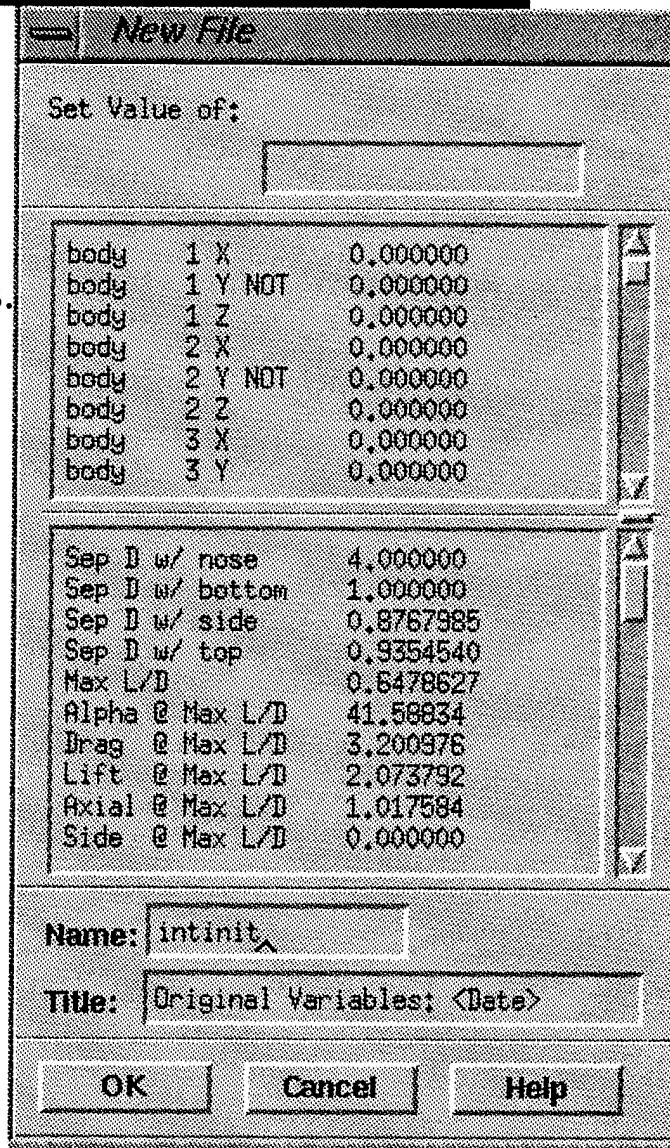 New File
Set Value of:
body 1 X 0.000000
body 1 Y NOT 0.000000
body 1 Z 0.000000
body 2 X 0.000000
body 2 Y NOT 0.000000
body 2 Z 0.000000
body 3 X 0.000000
body 3 Y 0.000000
Sep D w/ nose 4.000000
Sep D w/ bottom 1.000000
Sep D w/ side 0.8767985
Sep D w/ top 0.9354540
Max L/D 0.6478627
Alpha @ Max L/D 41.58834
Drag @ Max L/D 3.200976
Lift @ Max L/D 2.073792
Axial @ Max L/D 1.017584
Side @ Max L/D 0.000000
Name: intinit
Title: Original Variables: <Date>
OK Cancel Help